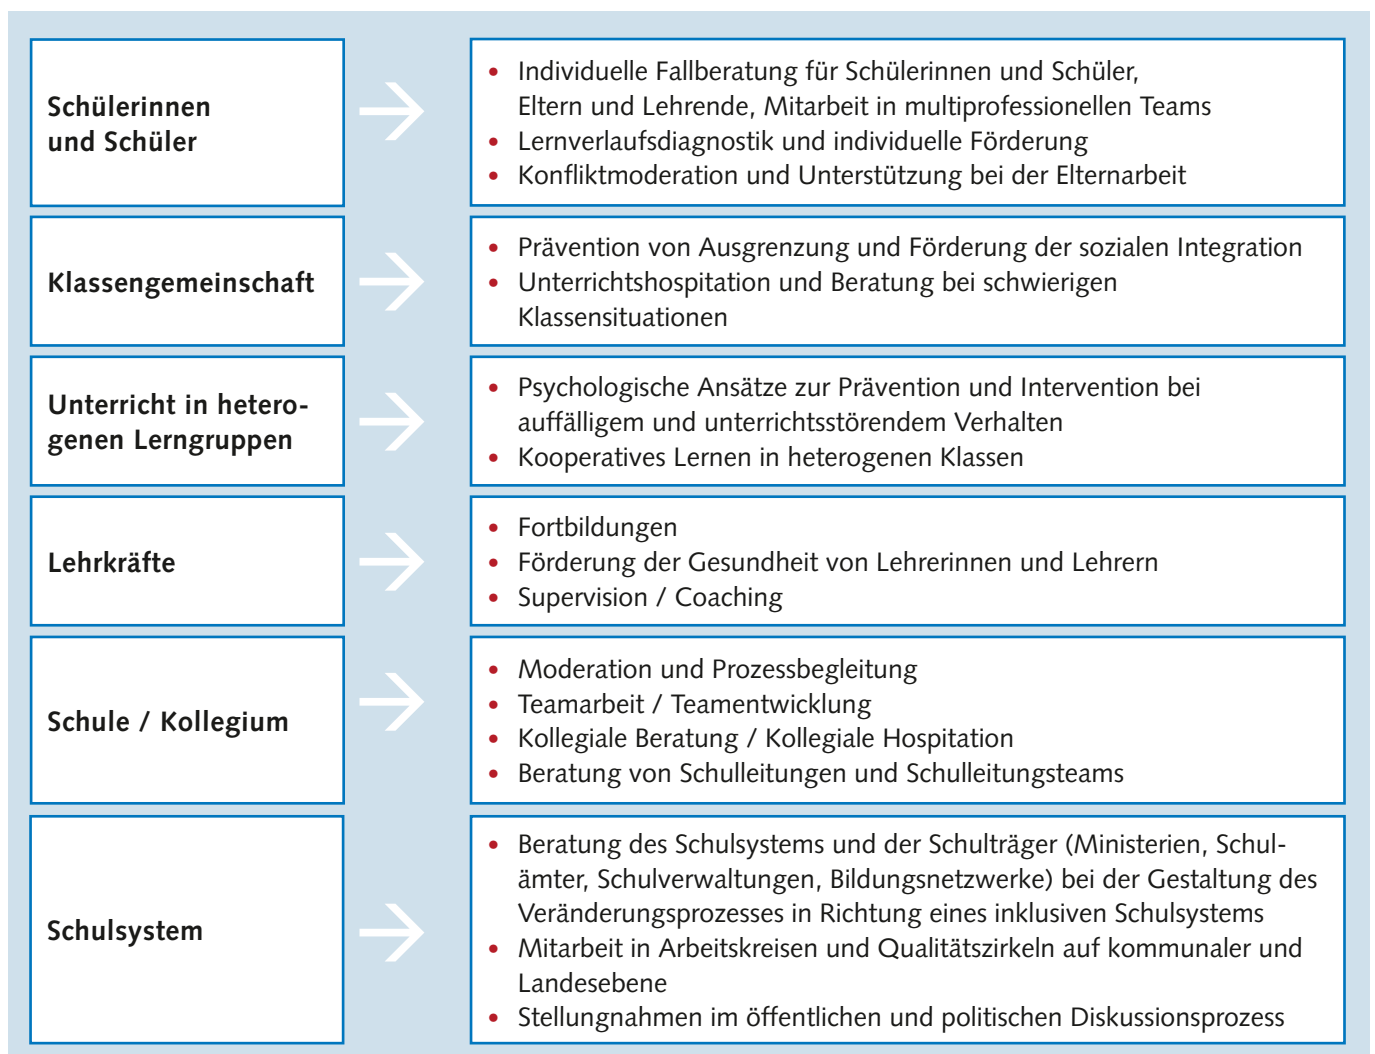 Schülerinnen
und Schüler
• Individuelle Fallberatung für Schülerinnen und Schüler,
Eltern und Lehrende, Mitarbeit in multiprofessionellen Teams
• Lernverlaufsdiagnostik und individuelle Förderung
• Konfliktmoderation und Unterstützung bei der Elternarbeit
Klassengemeinschaft
• Prävention von Ausgrenzung und Förderung der sozialen Integration
• Unterrichtshospitation und Beratung bei schwierigen
Klassensituationen
Unterricht in hetero-
genen Lerngruppen
• Psychologische Ansätze zur Prävention und Intervention bei
auffälligem und unterrichtsstörendem Verhalten
• Kooperatives Lernen in heterogenen Klassen
Lehrkräfte
• Fortbildungen
• Förderung der Gesundheit von Lehrerinnen und Lehrern
• Supervision / Coaching
Schule / Kollegium
• Moderation und Prozessbegleitung
• Teamarbeit / Teamentwicklung
• Kollegiale Beratung / Kollegiale Hospitation
• Beratung von Schulleitungen und Schulleitungsteams
Schulsystem
• Beratung des Schulsystems und der Schulträger (Ministerien, Schul-
ämter, Schulverwaltungen, Bildungsnetzwerke) bei der Gestaltung des
Veränderungsprozesses in Richtung eines inklusiven Schulsystems
• Mitarbeit in Arbeitskreisen und Qualitätszirkeln auf kommunaler und
Landesebene
• Stellungnahmen im öffentlichen und politischen Diskussionsprozess